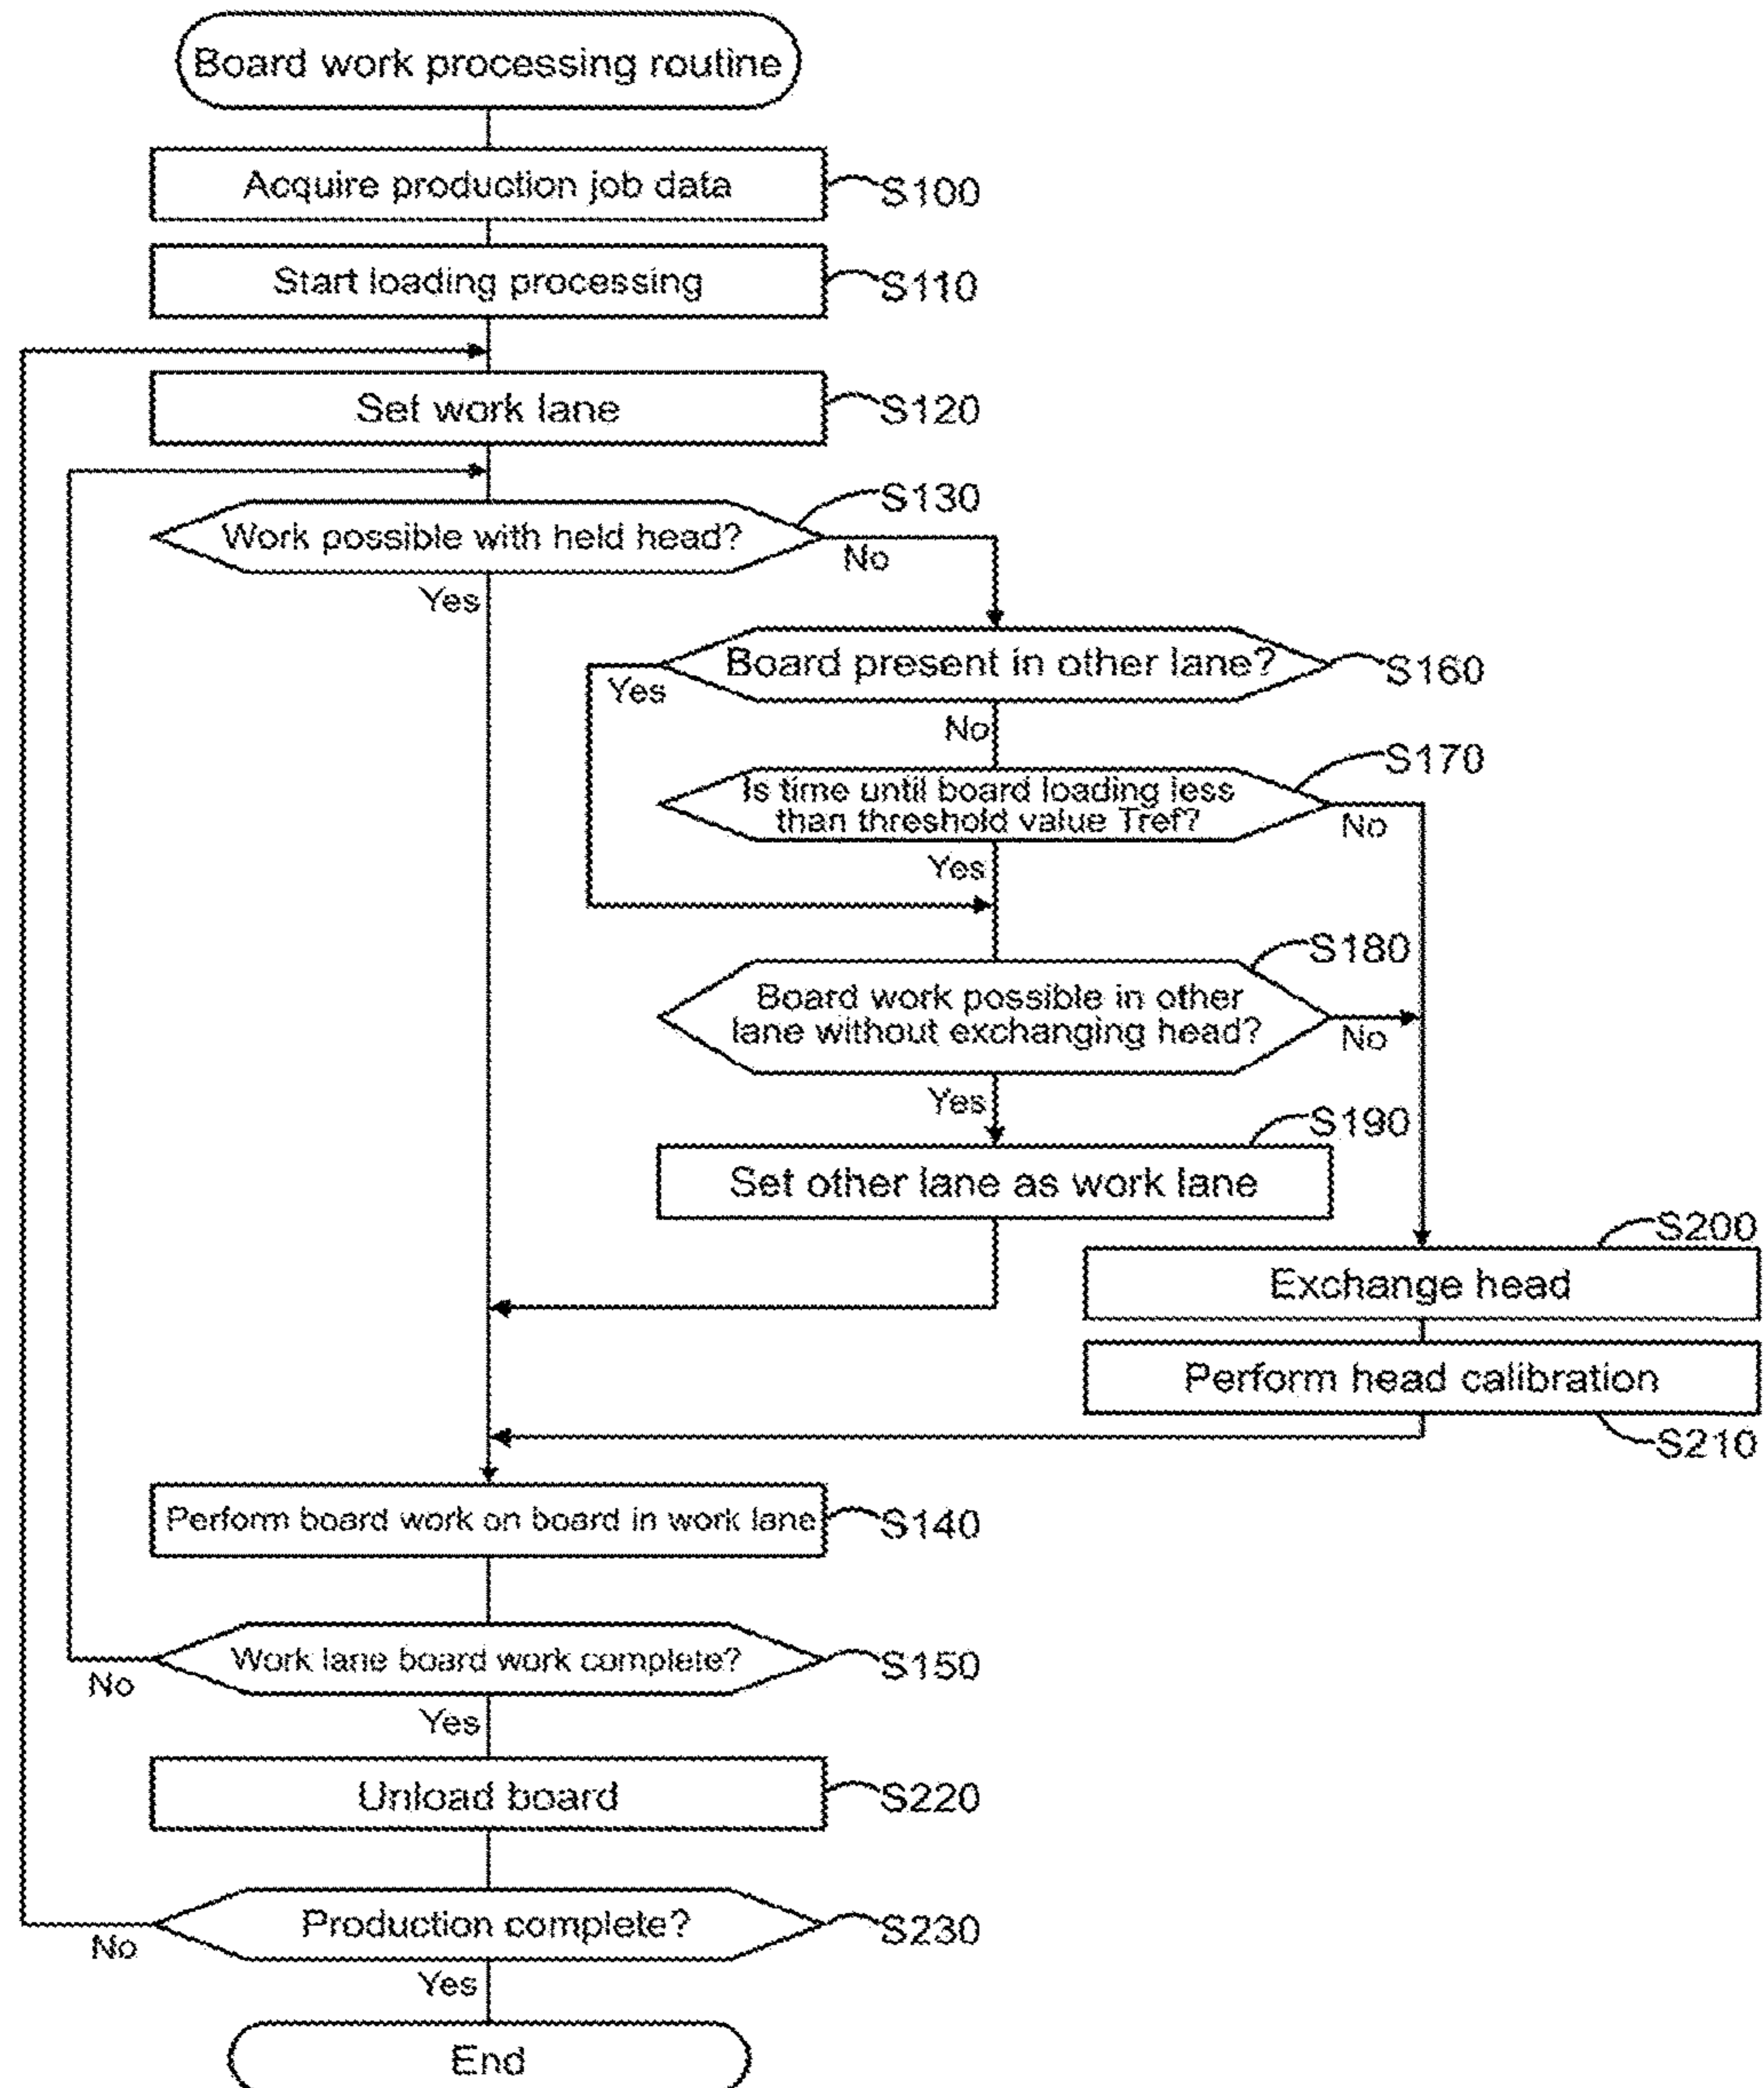 Board work processing routine
Acquire production job data
S100
Start loading processing
S110
Set work lane
S120
S130
Work possible with held head?
No
Yes
Board present in other lane?
S160
Yes
No
S170
Is time until board loading less
than threshold value Tref?
No
Yes
S180
Board work possible in other
lane without exchanging head?
No
Yes
S190
Set other lane as work lane
S200
Exchange head
Perform head calibration
S210
Perform board work on board in work lane
S140
Work lane board work complete?
S150
No
Yes
Unload board
S220
Production complete?
S230
No
Yes
End